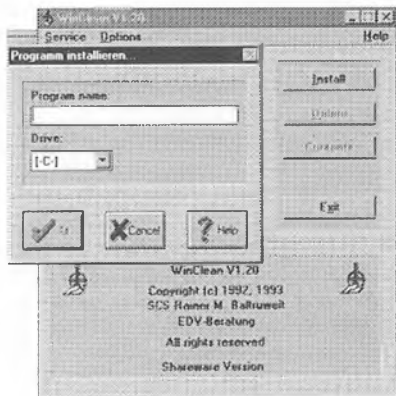 WinClean V1.20
Service Options Help
Programm installieren...
Program name:
Drive:
[-C-]
Cancel
Help
Install
Exit
WinClean V1.20
Copyright (c) 1992, 1993
SCS Rainer M. Baltruweit
EDV-Beratung
All rights reserved
Shareware Version